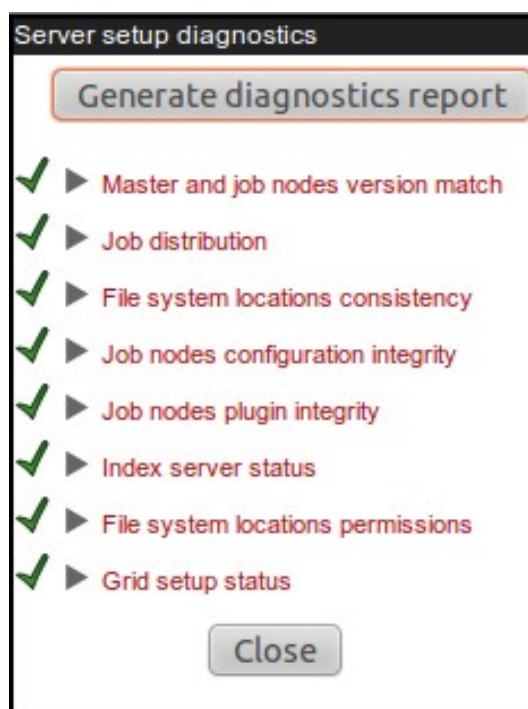 Server setup diagnostics
Generate diagnostics report
Master and job nodes version match
Job distribution
File system locations consistency
Job nodes configuration integrity
Job nodes plugin integrity
Index server status
File system locations permissions
Grid setup status
Close